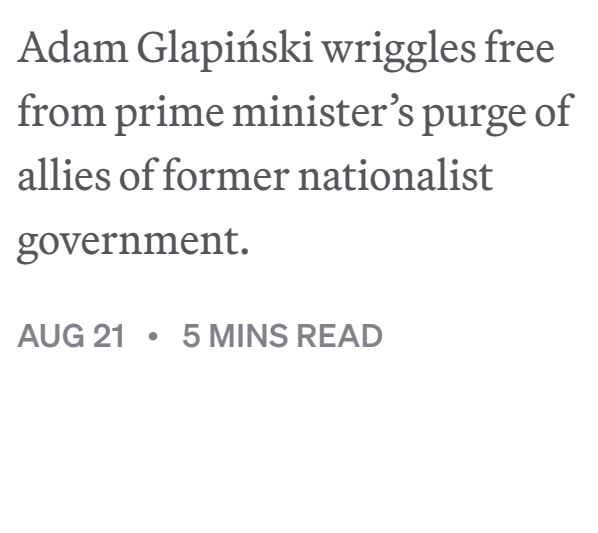 Adam Glapiński wriggles free
from prime minister’s purge of
allies of former nationalist
government.
AUG 21 • 5 MINS READ